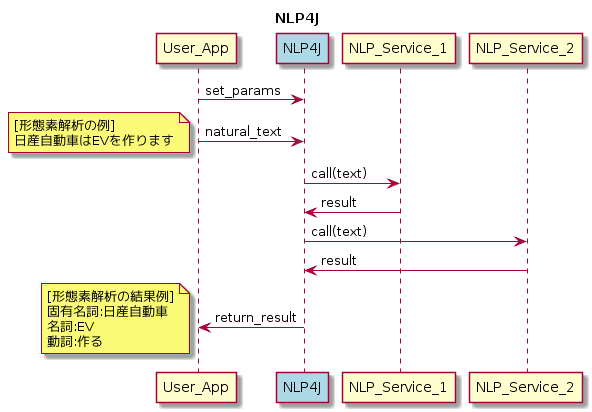 NLP4J
User_App
NLP4J
NLP_Service_1
NLP_Service_2
set_params
[形態素解析の例]
日産自動車はEVを作ります
natural_text
call(text)
result
call(text)
result
[形態素解析の結果例]
固有名詞:日産自動車
名詞:EV
動詞:作る
return_result
User_App
NLP4J
NLP_Service_1
NLP_Service_2